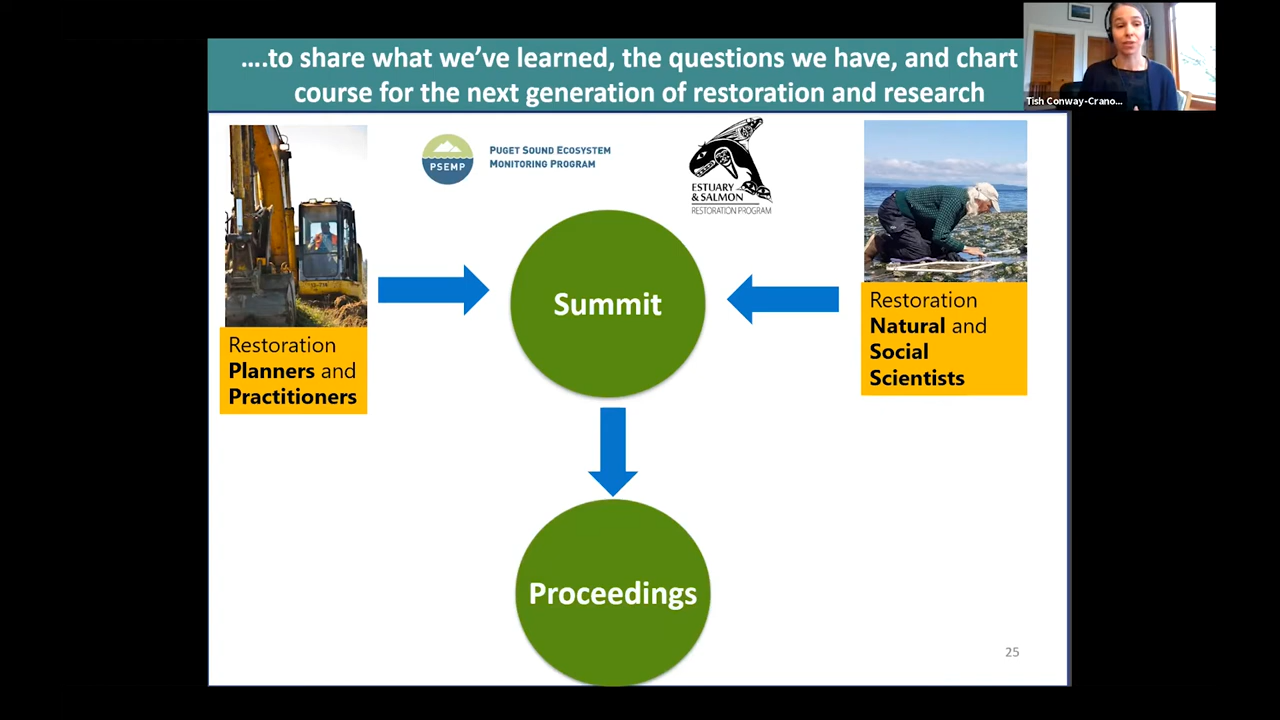 ….to share what we’ve learned, the questions we have, and chart
course for the next generation of restoration and research
Tish Conway-Crano...
PSEMP
PUGET SOUND ECOSYSTEM
MONITORING PROGRAM
ESTUARY
& SALMON
RESTORATION PROGRAM
Summit
Restoration
Planners and
Practitioners
Restoration
Natural and
Social
Scientists
Proceedings
25